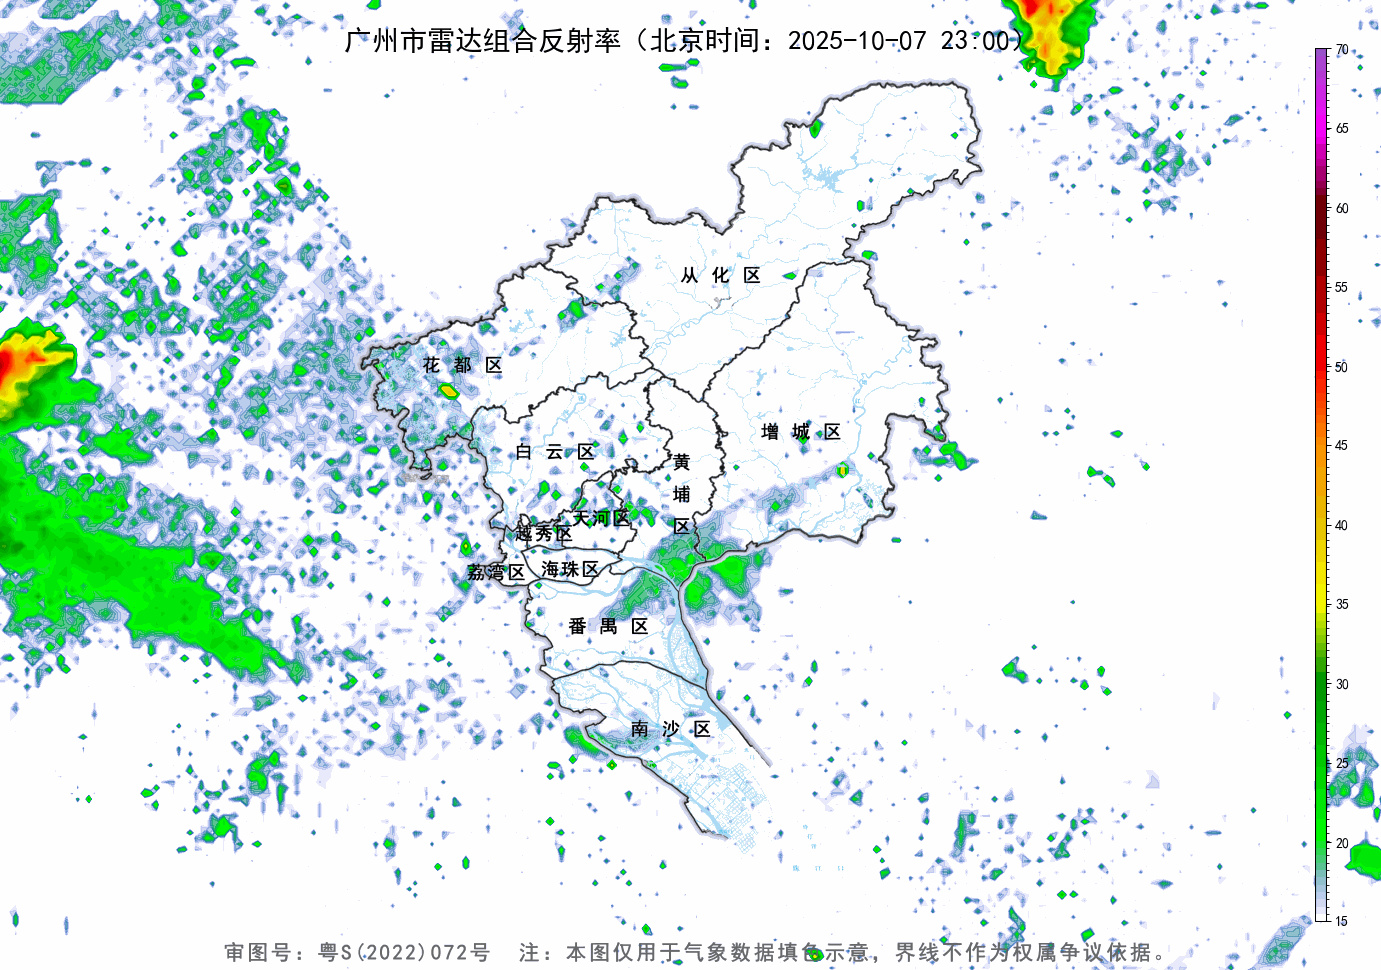 广州市雷达组合反射率（北京时间：2025-10-07 23:00）
70
65
60
55
50
45
40
35
30
25
20
15
从化区
花都区
增城区
白云区
黄埔区
天河区
越秀区
海珠区
荔湾区
番禺区
南沙区
审图号：粤S(2022)072号 注：本图仅用于气象数据填色示意，界线不作为权属争议依据。